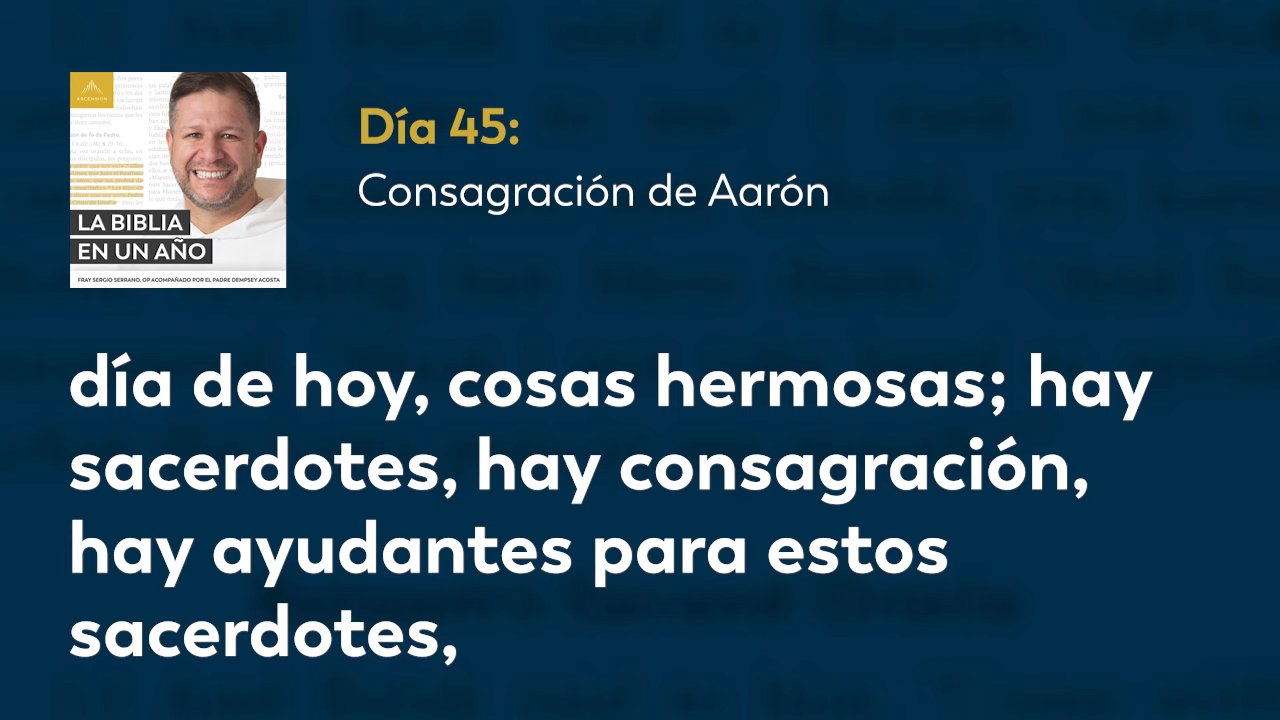 ASCENSION
LA BIBLIA
EN UN AÑO
FRAY SERGIO SERRANO, OP ACOMPAÑADO POR EL PADRE DEMPSEY ACOSTA
Día 45:
Consagración de Aarón
día de hoy, cosas hermosas; hay
sacerdotes, hay consagración,
hay ayudantes para estos
sacerdotes,